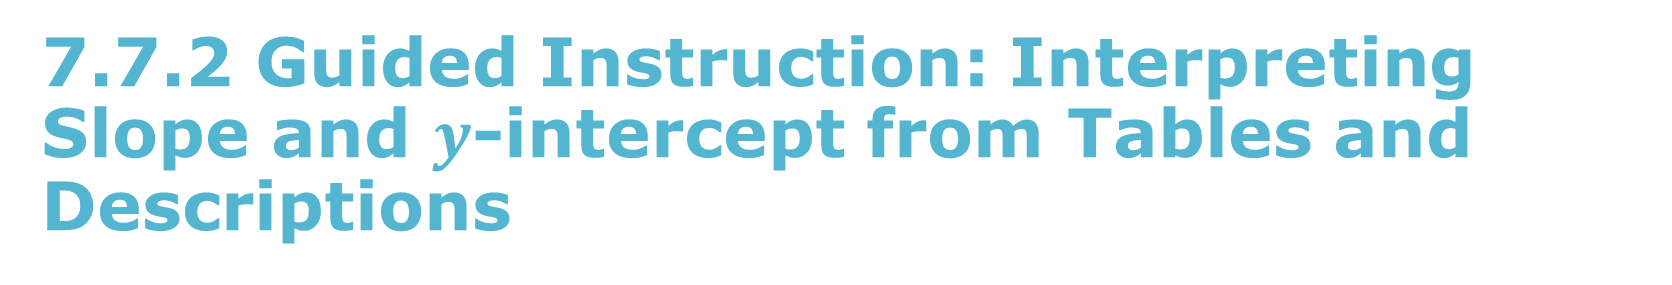 7.7.2 Guided Instruction: Interpreting
Slope and y-intercept from Tables and
Descriptions